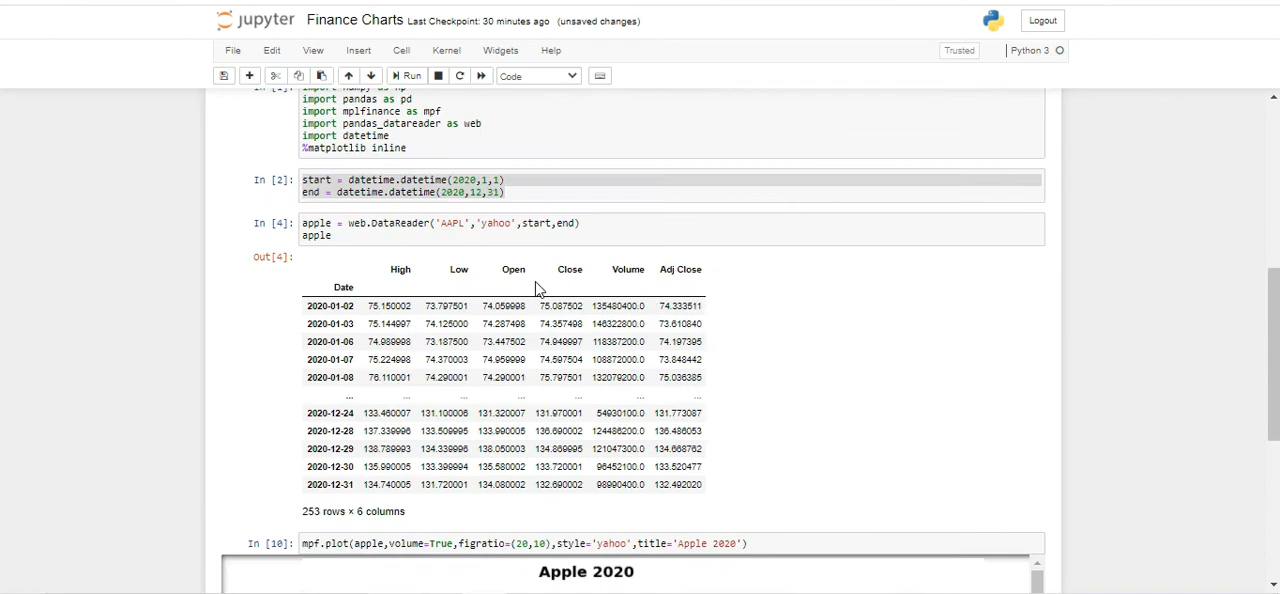 jupyter Finance Charts Last Checkpoint: 30 minutes ago (unsaved changes) Logout
File Edit View Insert Cell Kernel Widgets Help Trusted Python 3
Run Code
In [1]: import numpy as np
import pandas as pd
import mplfinance as mpf
import pandas_datareader as web
import datetime
%matplotlib inline
In [2]: start = datetime.datetime(2020,1,1)
end = datetime.datetime(2020,12,31)
In [4]: apple = web.DataReader('AAPL','yahoo',start,end)
apple
Out[4]:
High Low Open Close Volume Adj Close
Date
2020-01-02 75.150002 73.797501 74.059998 75.087502 135480400.0 74.333511
2020-01-03 75.144997 74.125000 74.287498 74.357498 146322800.0 73.610840
2020-01-06 74.989998 73.187500 73.447502 74.949997 118387200.0 74.197395
2020-01-07 75.224998 74.370003 74.959999 74.597504 108872000.0 73.848442
2020-01-08 76.110001 74.290001 74.290001 75.797501 132079200.0 75.036385
... ... ... ... ... ... ...
2020-12-24 133.460007 131.100006 131.320007 131.970001 54930100.0 131.773087
2020-12-28 137.339996 133.509995 133.990005 136.690002 124486200.0 136.486053
2020-12-29 138.789993 134.339996 138.050003 134.869995 121047300.0 134.668762
2020-12-30 135.990005 133.399994 135.580002 133.720001 96452100.0 133.520477
2020-12-31 134.740005 131.720001 134.080002 132.690002 98990400.0 132.492020
253 rows × 6 columns
In [10]: mpf.plot(apple,volume=True,figratio=(20,10),style='yahoo',title='Apple 2020')
Apple 2020